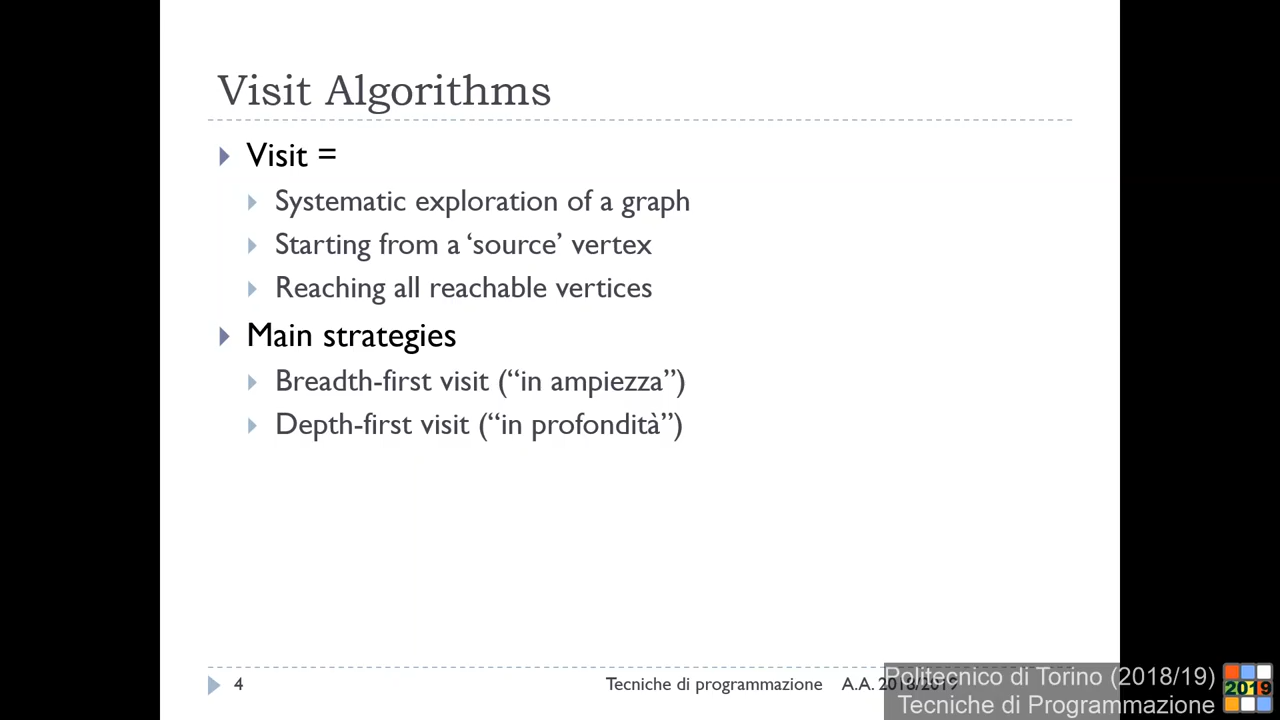 Visit Algorithms
Visit =
Systematic exploration of a graph
Starting from a ‘source’ vertex
Reaching all reachable vertices
Main strategies
Breadth-first visit (“in ampiezza”)
Depth-first visit (“in profondità”)
4
Tecniche di programmazione A.A. 2018/2019
Politecnico di Torino (2018/19)
Tecniche di Programmazione
2019